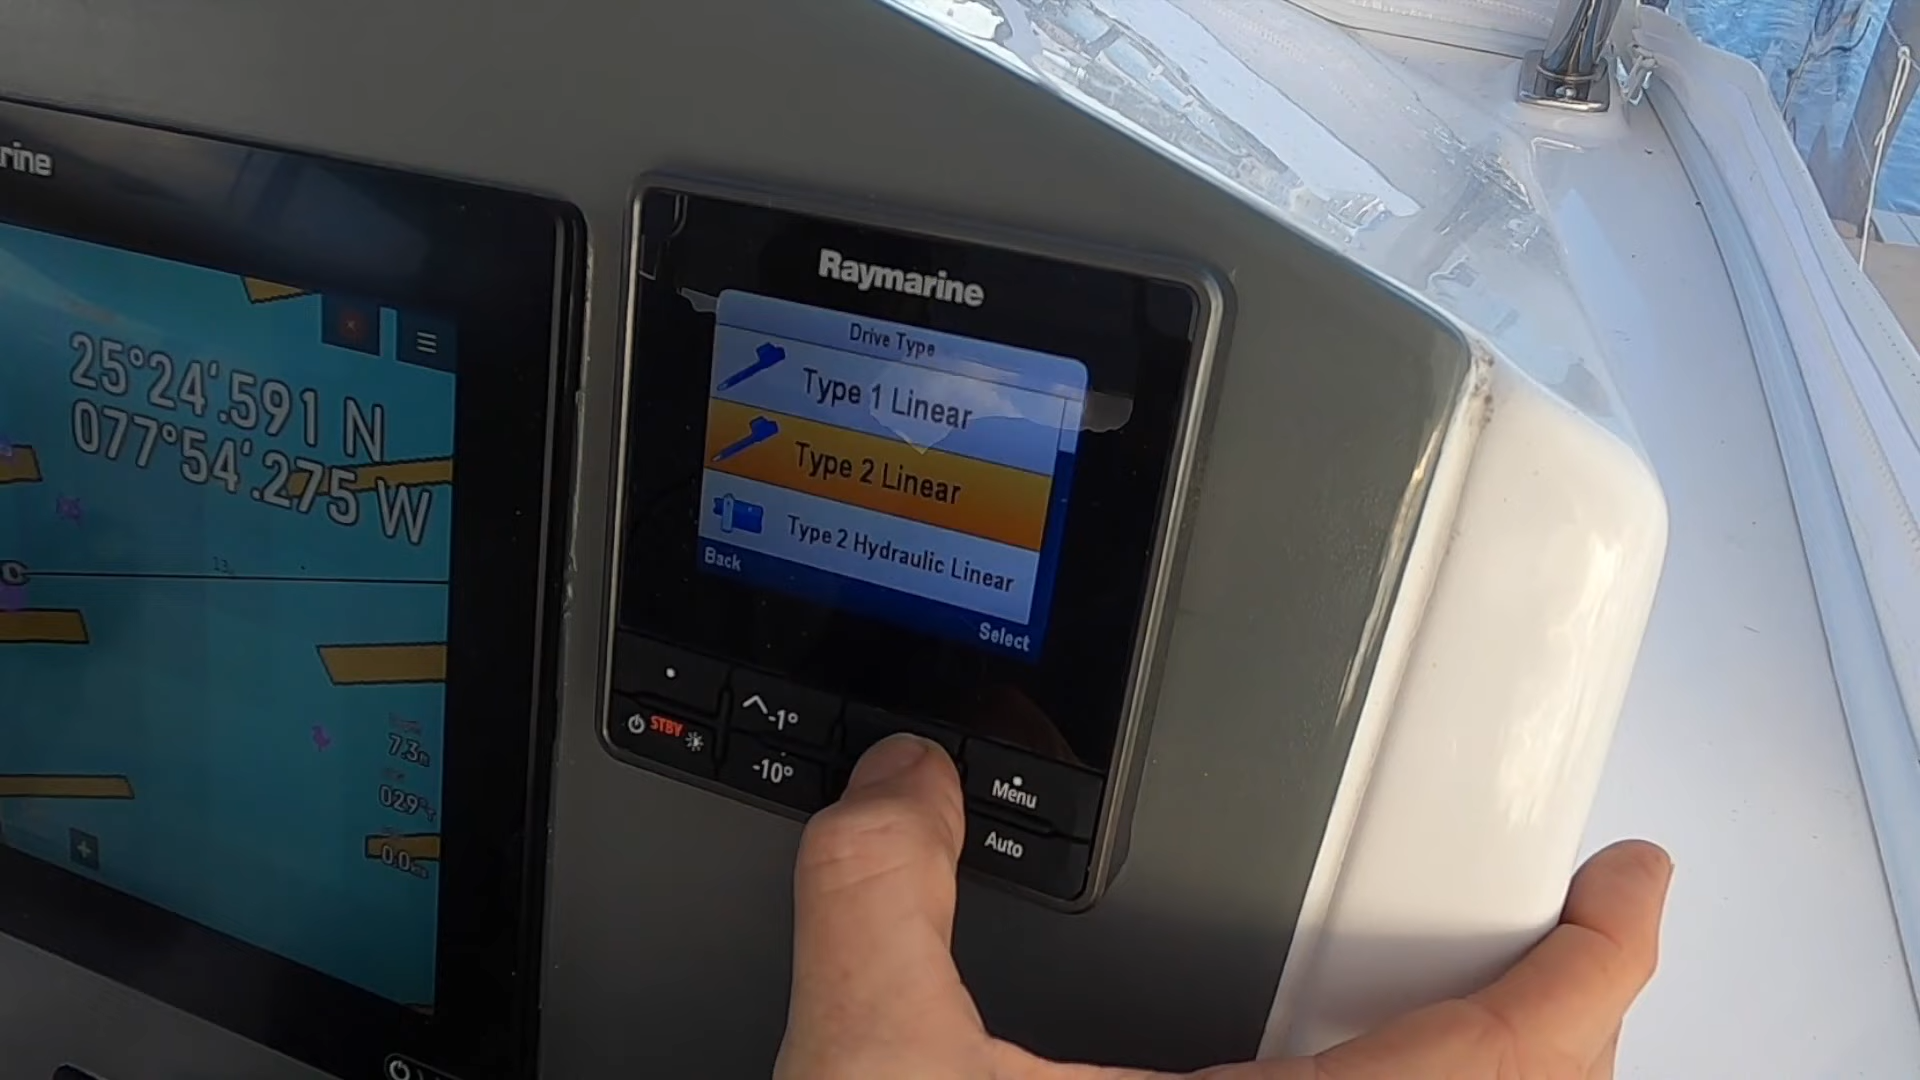 rine
25°24'.591 N
077°54'.275 W
7.3
029°
0.0
Raymarine
Drive Type
Type 1 Linear
Type 2 Linear
Type 2 Hydraulic Linear
Back
Select
-1°
STBY
-10°
Menu
Auto